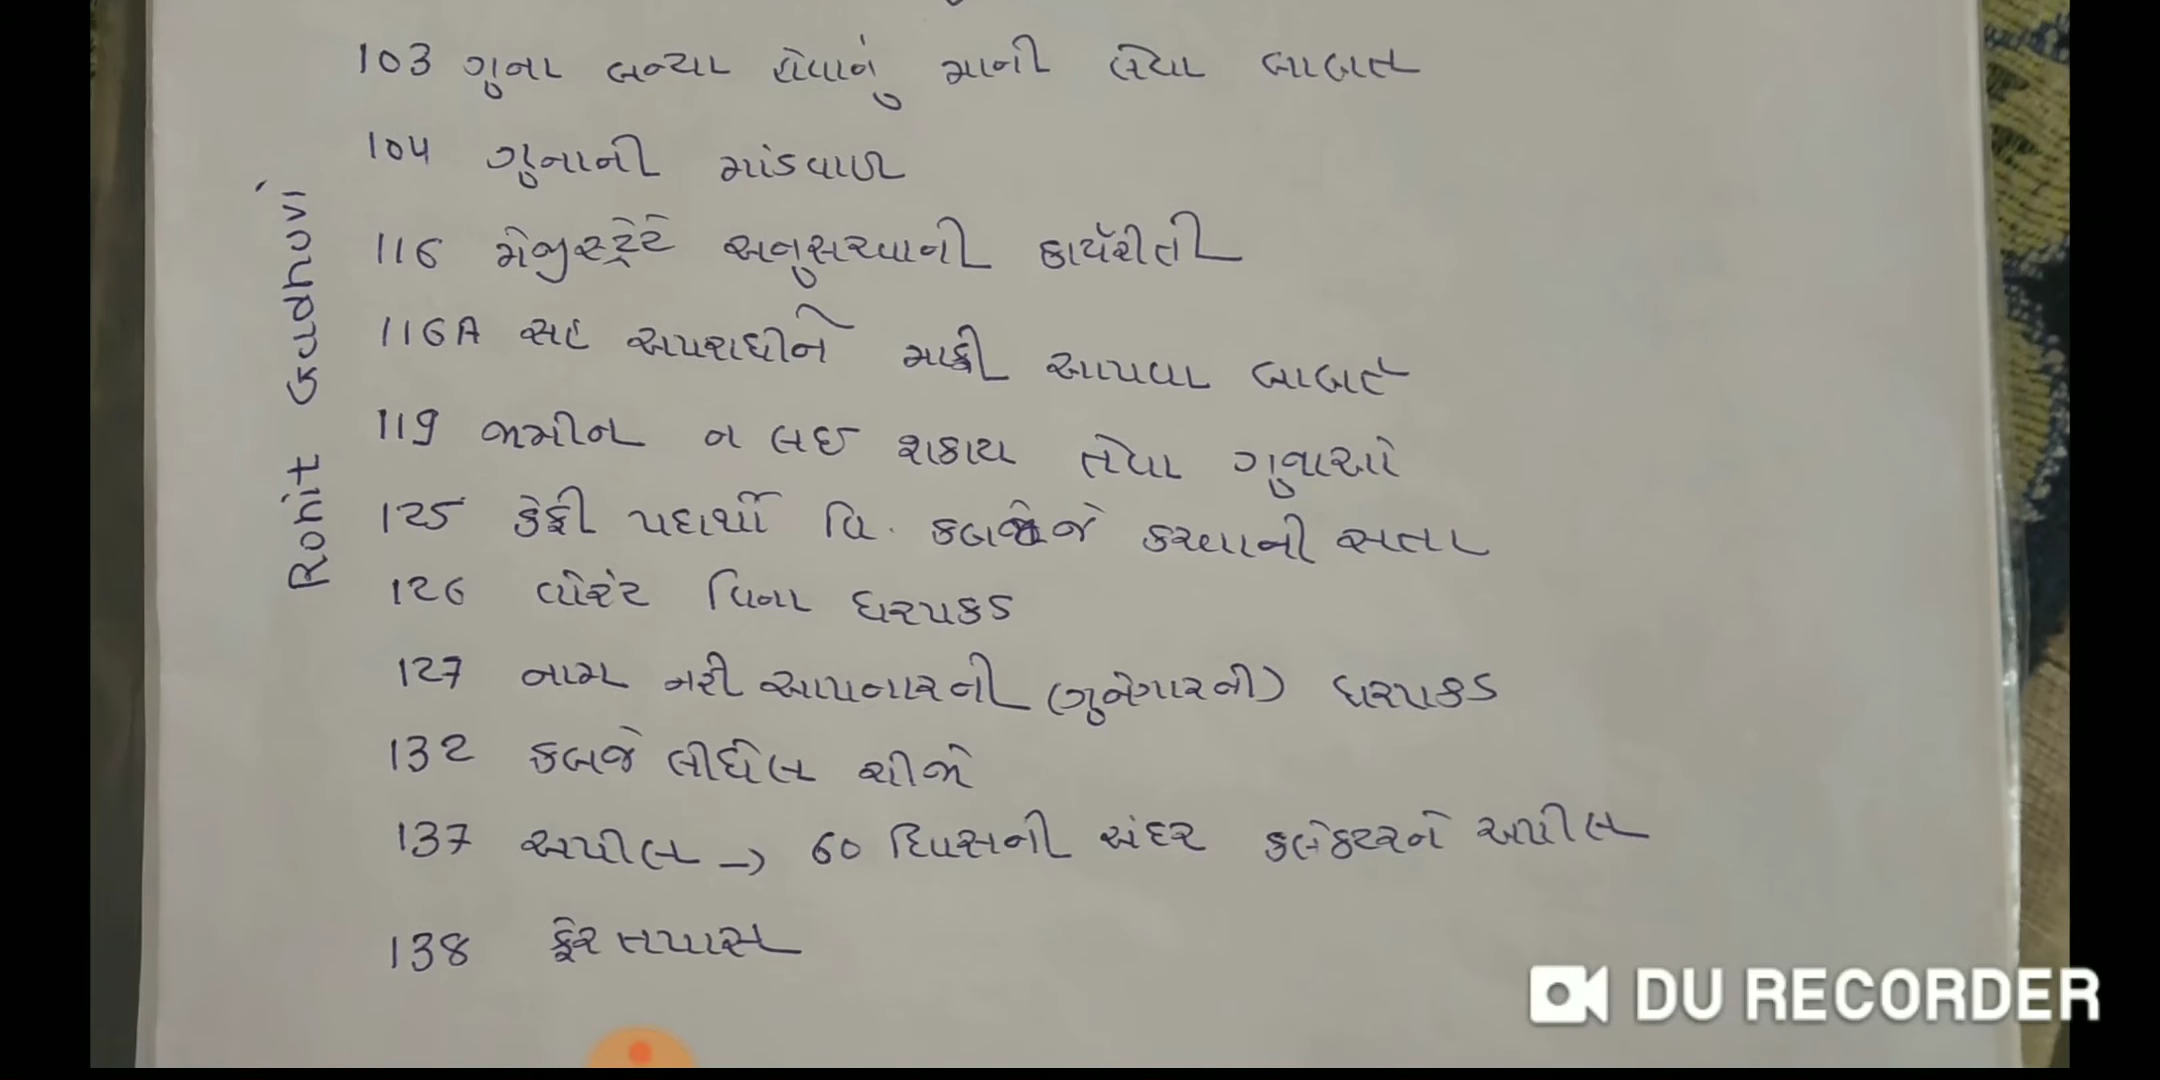 103 ગુના બન્યા હોવાનું માની લેવા બાબત
104 ગુનાની માંડવાળ
116 મેજીસ્ટ્રેટે અનુસરવાની કાર્યરીતી
116A સહ અપરાધીને માફી આપવા બાબત
119 જામીન ન લઈ શકાય તેવા ગુનાઓ
125 કેફી પદાર્થો વિ. કબજે કરવાની સતા
126 વોરંટ વિના ધરપકડ
127 નામ નહી આપનારની (ગુનેગારની) ધરપકડ
132 કબજે લીધેલ ચીજો
137 અપીલ → 60 દિવસની અંદર કલેકટરને અપીલ
138 ફેર તપાસ
Rohit Gadhavi
DU RECORDER